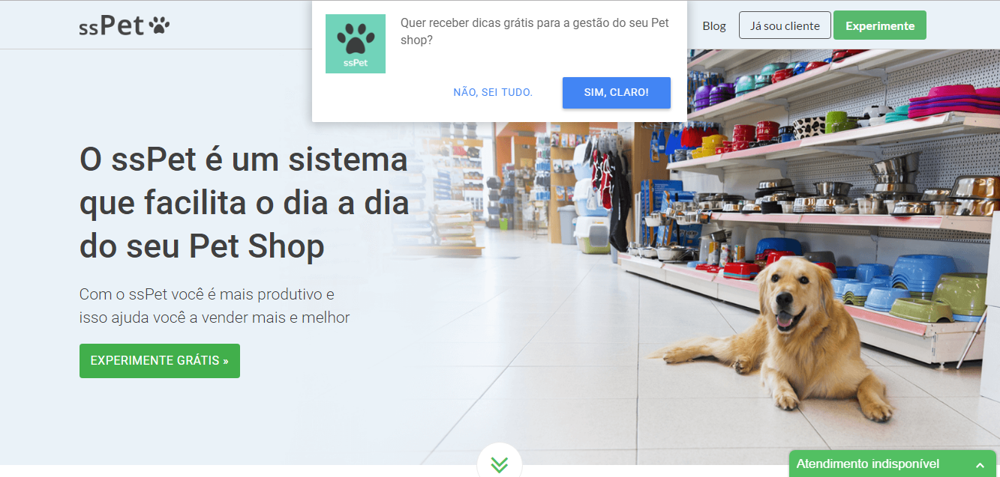 ssPet
Quer receber dicas grátis para a gestão do seu Pet
shop?
ssPet
NÃO, SEI TUDO.
SIM, CLARO!
Blog
Já sou cliente
Experimente
O ssPet é um sistema
que facilita o dia a dia
do seu Pet Shop
Com o ssPet você é mais produtivo e
isso ajuda você a vender mais e melhor
EXPERIMENTE GRÁTIS »
Atendimento indisponível